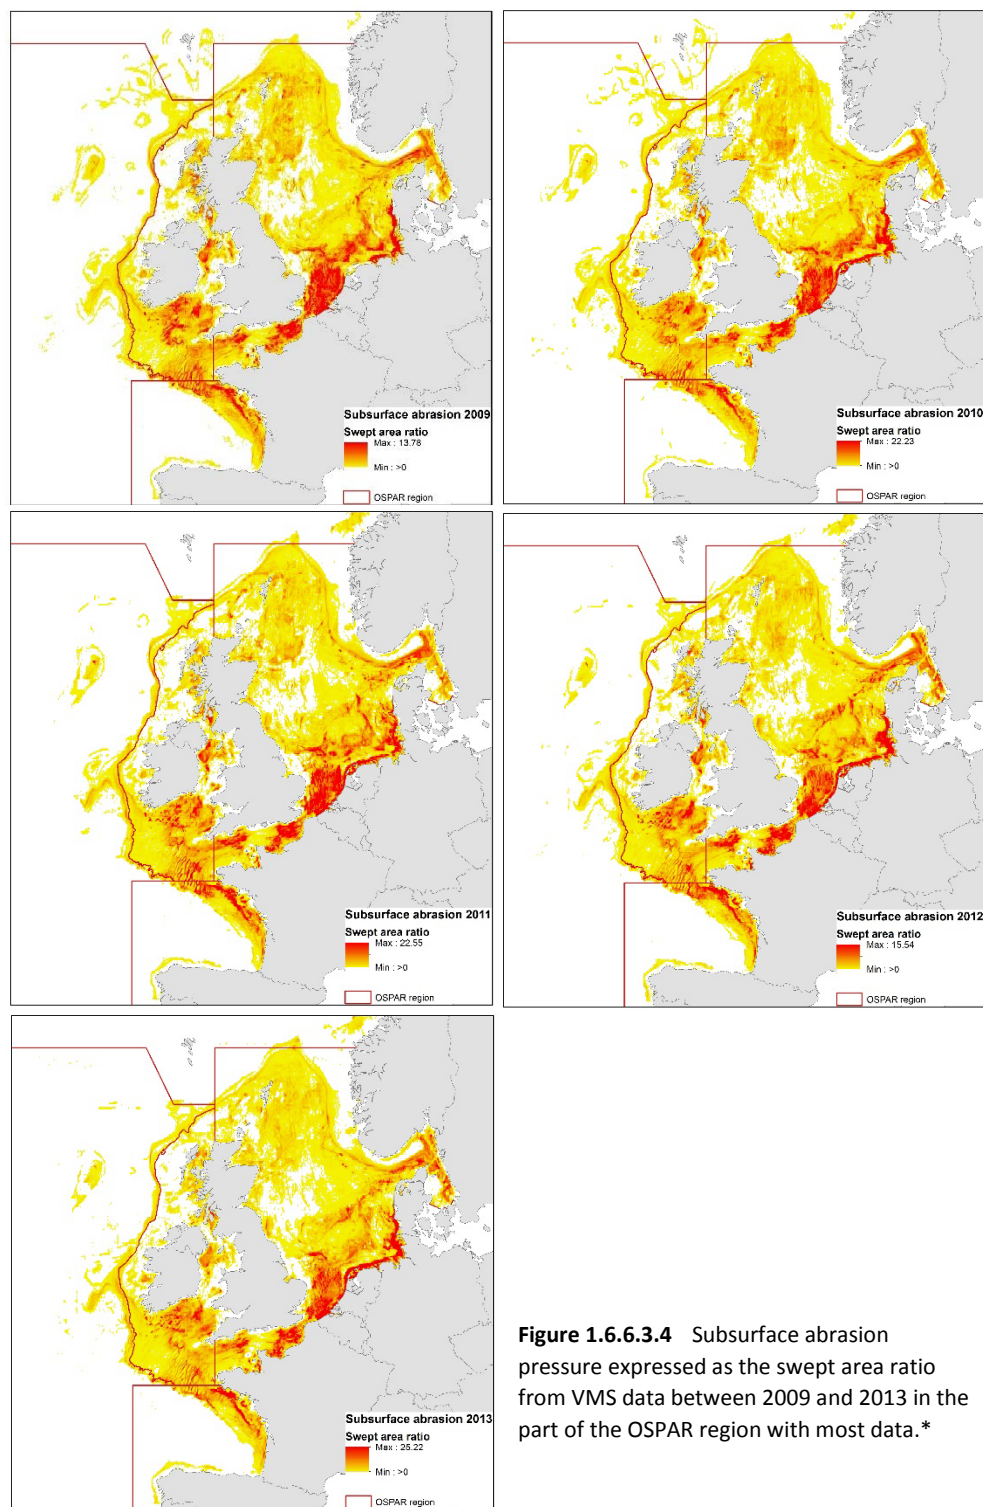 Subsurface abrasion 2009
Swept area ratio
Max : 13.78
Min : >0
OSPAR region
Subsurface abrasion 2010
Swept area ratio
Max : 22.23
Min : >0
OSPAR region
Subsurface abrasion 2011
Swept area ratio
Max : 22.55
Min : >0
OSPAR region
Subsurface abrasion 2012
Swept area ratio
Max : 15.54
Min : >0
OSPAR region
Subsurface abrasion 2013
Swept area ratio
Max : 25.22
Min : >0
OSPAR region
Figure 1.6.6.3.4 Subsurface abrasion
pressure expressed as the swept area ratio
from VMS data between 2009 and 2013 in the
part of the OSPAR region with most data.*